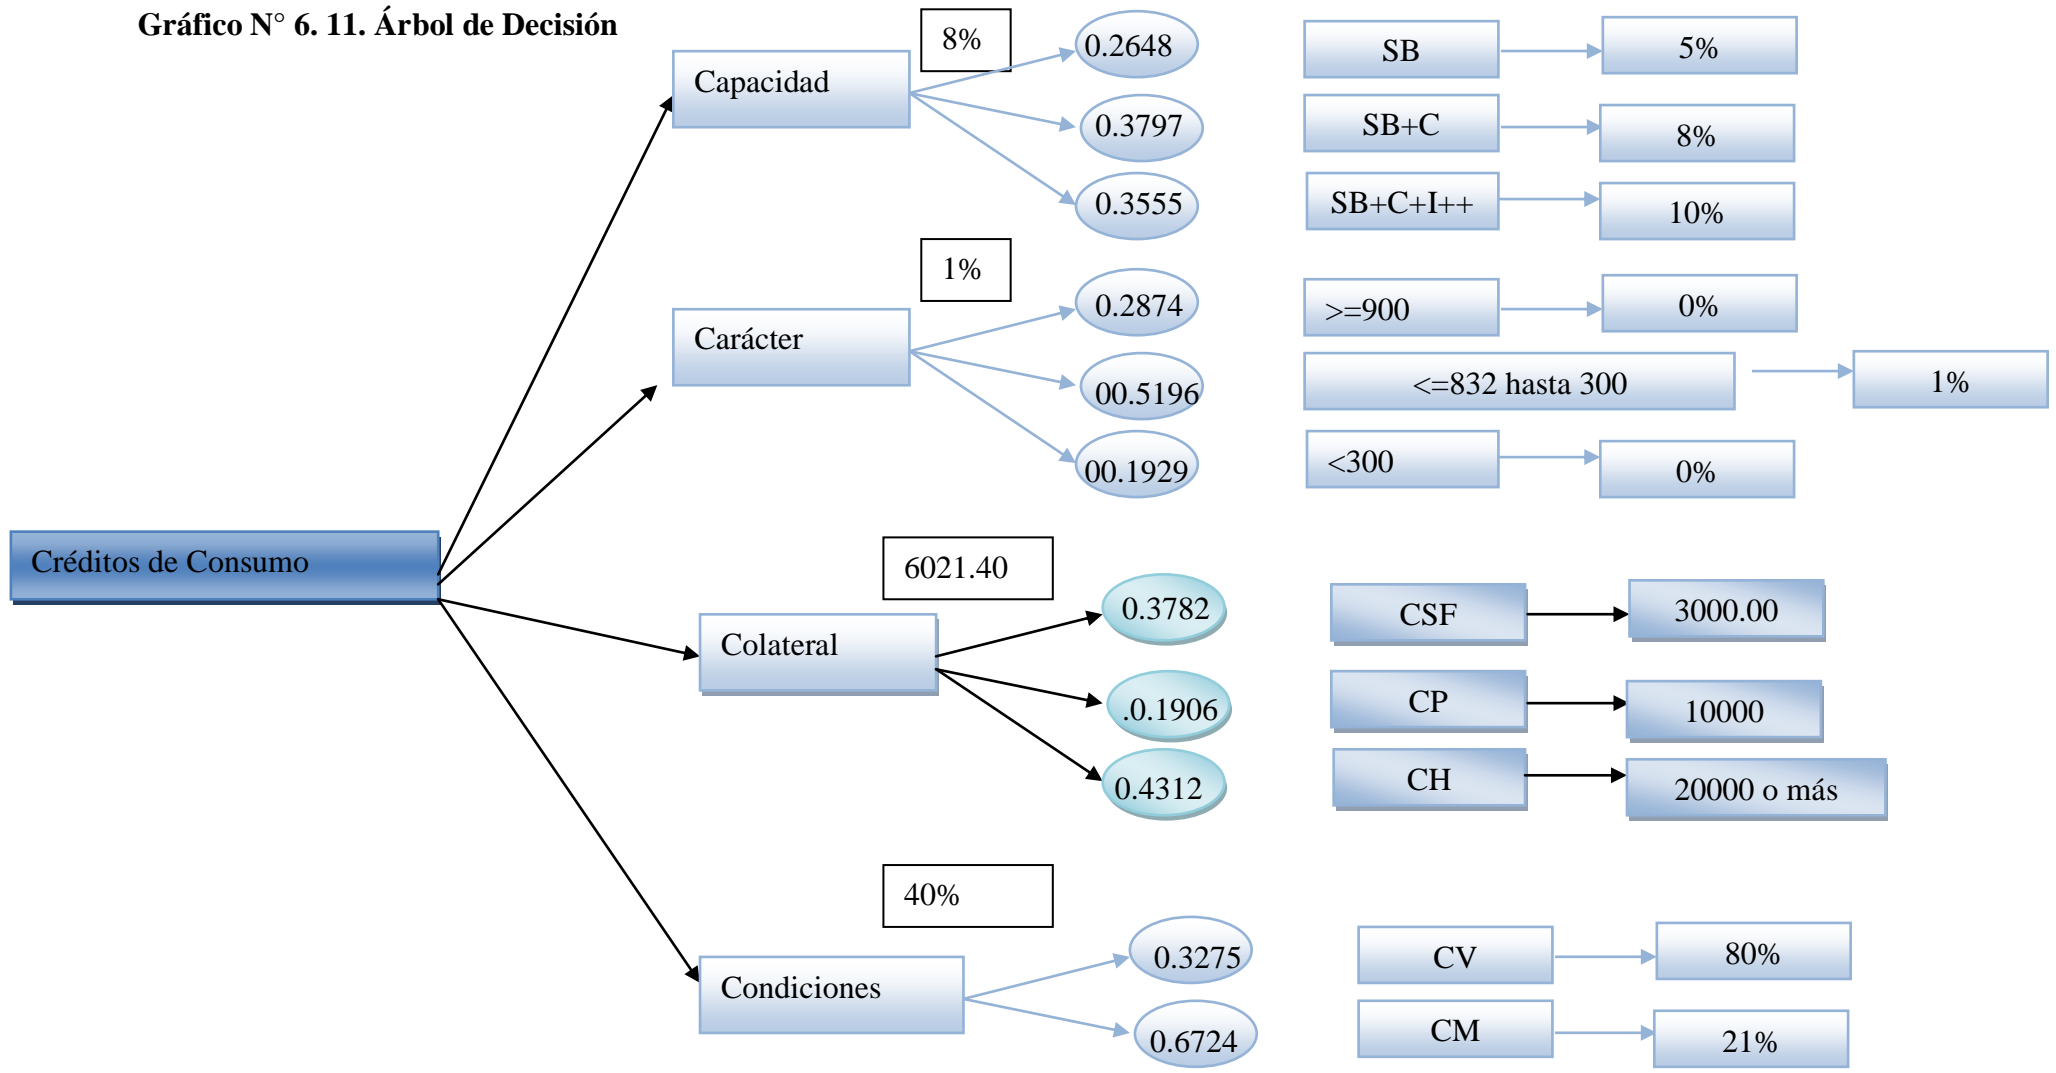 Gráfico N° 6. 11. Árbol de Decisión
8%
Capacidad
0.2648
SB
5%
0.3797
SB+C
8%
0.3555
SB+C+I++
10%
1%
Carácter
0.2874
>=900
0%
00.5196
<=832 hasta 300
1%
00.1929
<300
0%
Créditos de Consumo
6021.40
Colateral
0.3782
CSF
3000.00
.0.1906
CP
10000
0.4312
CH
20000 o más
40%
Condiciones
0.3275
CV
80%
0.6724
CM
21%